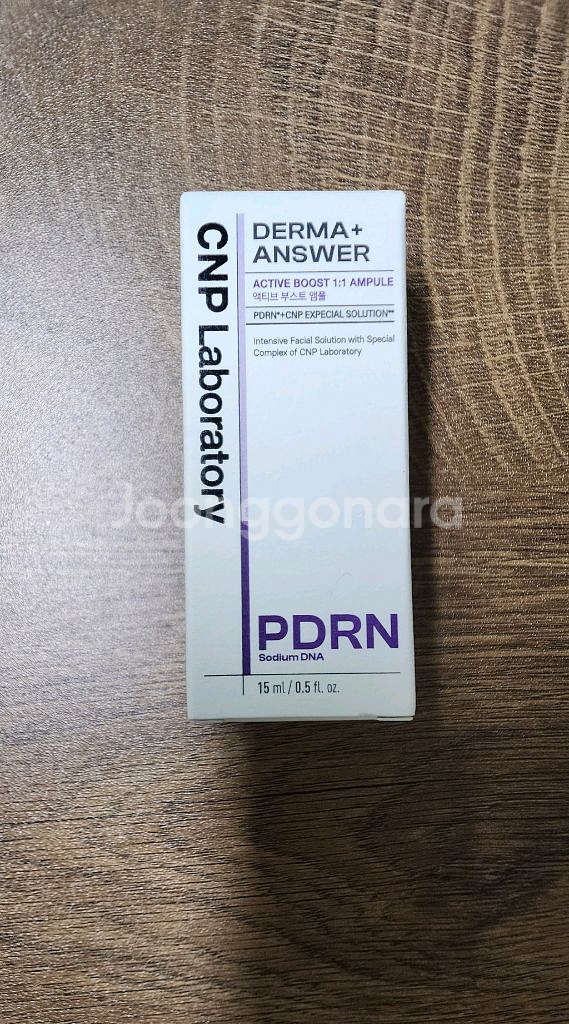 CNP Laboratory
DERMA+
ANSWER
ACTIVE BOOST 1:1 AMPULE
액티브 부스트 앰풀
PDRN*+CNP EXPECIAL SOLUTION**
Intensive Facial Solution with Special
Complex of CNP Laboratory
Joonggonara
PDRN
Sodium DNA
15 ml / 0.5 fl. oz.